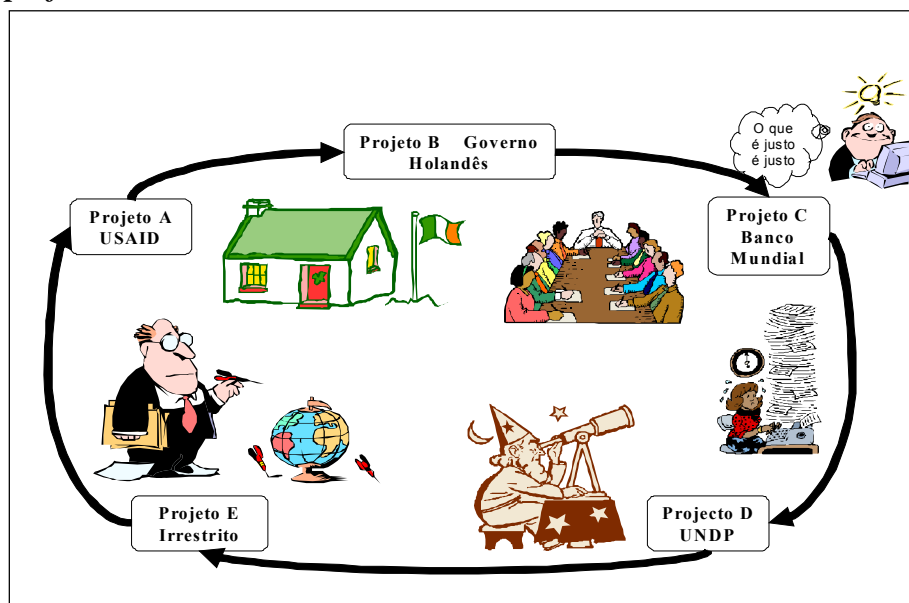 Projeto B Governo
Holandês
O que
é justo
é justo
Projeto A
USAID
Projeto C
Banco
Mundial
Projeto E
Irrestrito
Projecto D
UNDP